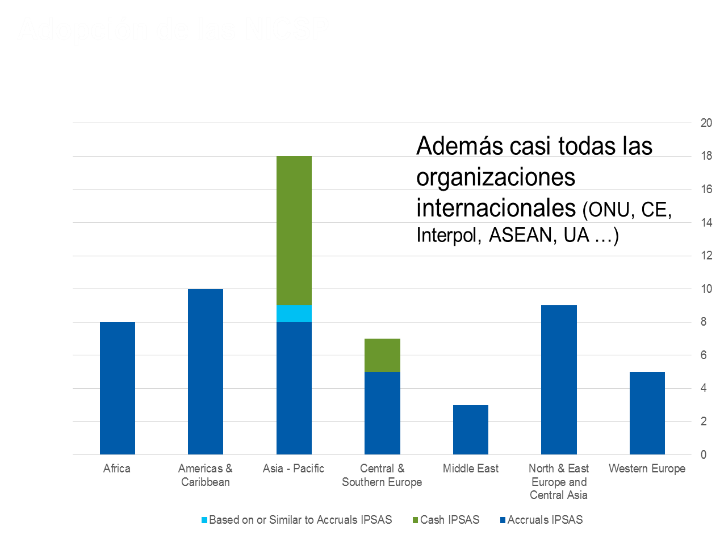 20
Además casi todas las
18
organizaciones
16
internacionales (ONU, CE,
14
Interpol, ASEAN, UA …)
12
10
8
6
4
2
0
Africa
Americas &
Caribbean
Asia - Pacific
Central &
Southern Europe
Middle East
North & East
Europe and
Central Asia
Western Europe
Based on or Similar to Accruals IPSAS
Cash IPSAS
Accruals IPSAS